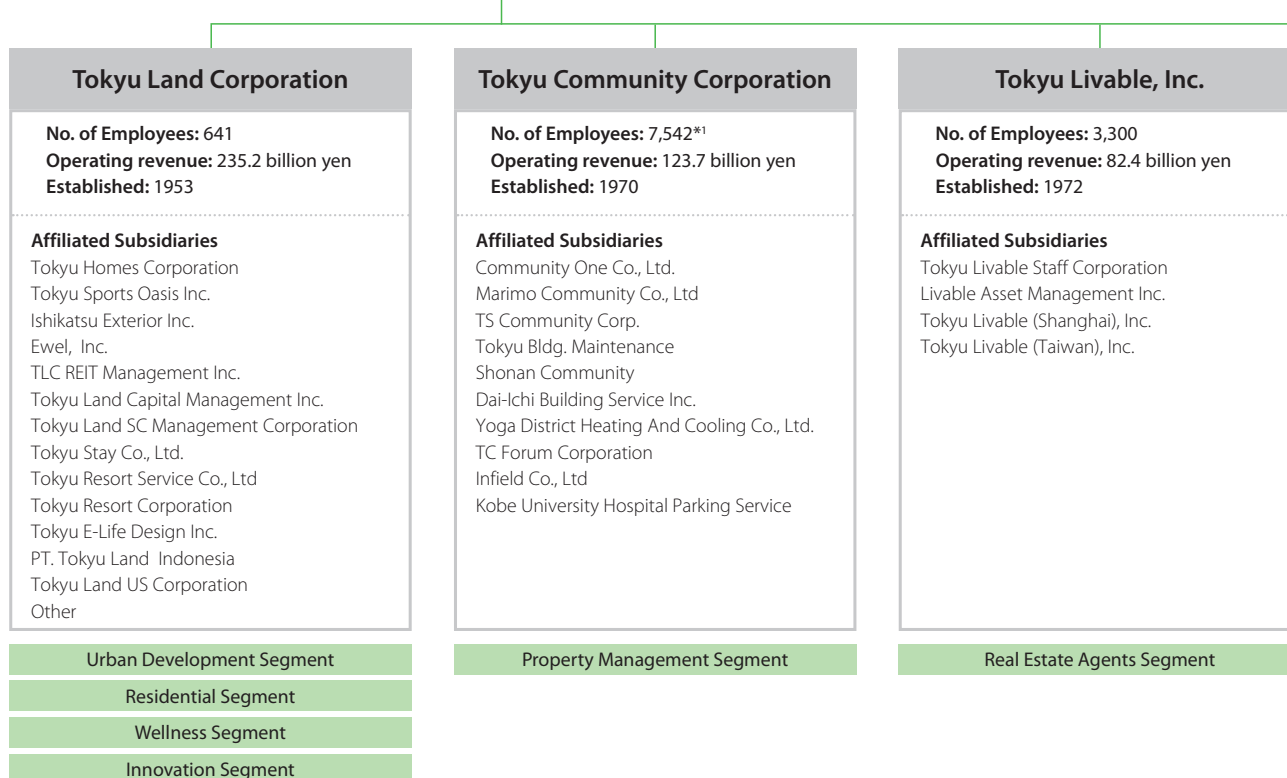 Tokyu Land Corporation
No. of Employees: 641
Operating revenue: 235.2 billion yen
Established: 1953
Affiliated Subsidiaries
Tokyu Homes Corporation
Tokyu Sports Oasis Inc.
Ishikatsu Exterior Inc.
Ewel, Inc.
TLC REIT Management Inc.
Tokyu Land Capital Management Inc.
Tokyu Land SC Management Corporation
Tokyu Stay Co., Ltd.
Tokyu Resort Service Co., Ltd
Tokyu Resort Corporation
Tokyu E-Life Design Inc.
PT. Tokyu Land Indonesia
Tokyu Land US Corporation
Other
Urban Development Segment
Residential Segment
Wellness Segment
Innovation Segment
Tokyu Community Corporation
No. of Employees: 7,542*1
Operating revenue: 123.7 billion yen
Established: 1970
Affiliated Subsidiaries
Community One Co., Ltd.
Marimo Community Co., Ltd
TS Community Corp.
Tokyu Bldg. Maintenance
Shonan Community
Dai-Ichi Building Service Inc.
Yoga District Heating And Cooling Co., Ltd.
TC Forum Corporation
Infield Co., Ltd
Kobe University Hospital Parking Service
Property Management Segment
Tokyu Livable, Inc.
No. of Employees: 3,300
Operating revenue: 82.4 billion yen
Established: 1972
Affiliated Subsidiaries
Tokyu Livable Staff Corporation
Livable Asset Management Inc.
Tokyu Livable (Shanghai), Inc.
Tokyu Livable (Taiwan), Inc.
Real Estate Agents Segment